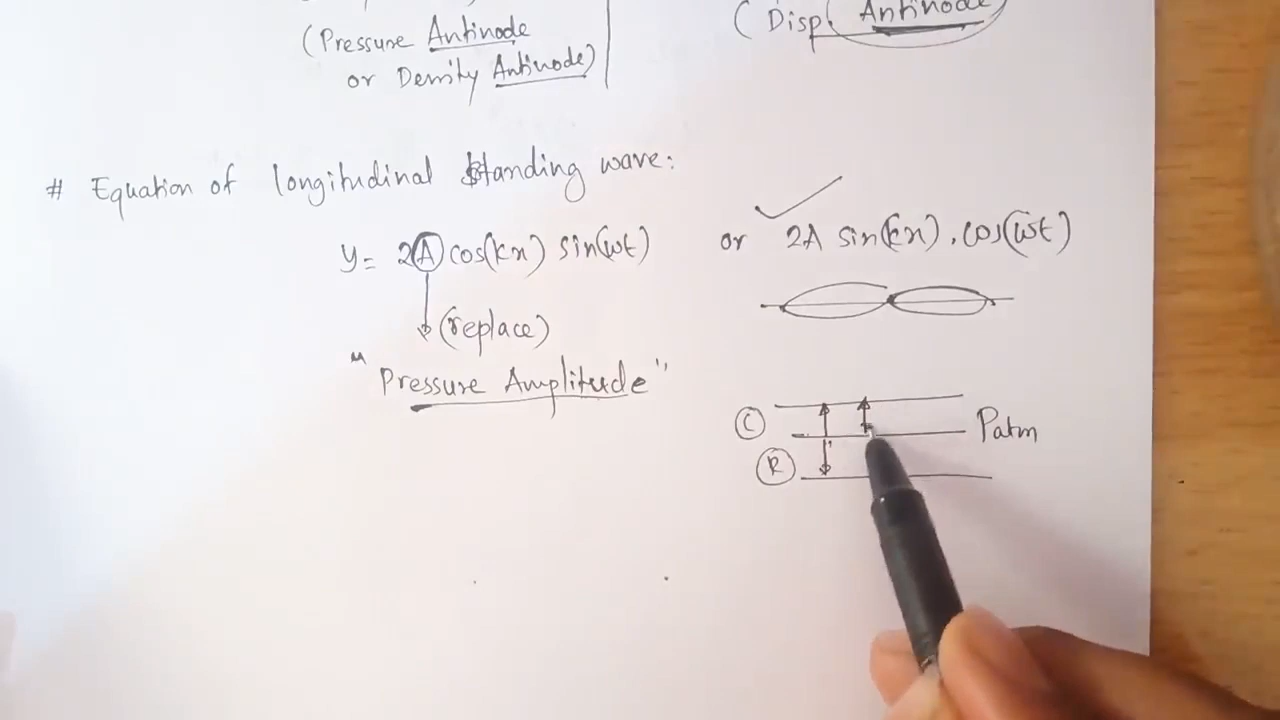 (Pressure Antinode
or Density Antinode)
(Disp. Antinode)
# Equation of longitudinal Standing wave:
y = 2A cos(kx) sin(ωt) or 2A sin(kx). cos(ωt)
(replace)
"Pressure Amplitude"
C
Patm
R